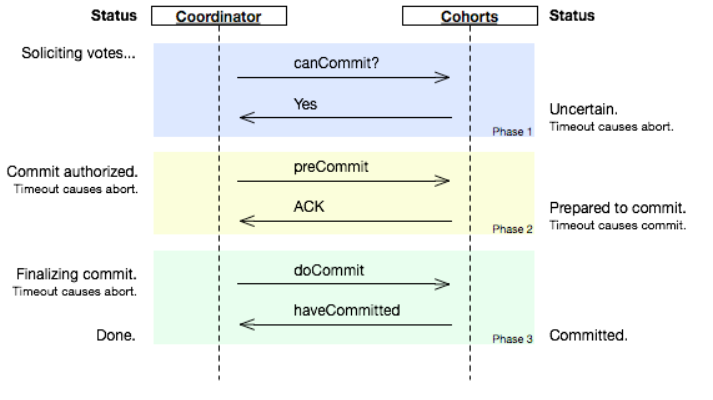 Status Coordinator Cohorts Status
Soliciting votes...
canCommit?
Yes
Uncertain.
Timeout causes abort.
Phase 1
Commit authorized.
Timeout causes abort.
preCommit
ACK
Prepared to commit.
Timeout causes commit.
Phase 2
Finalizing commit.
Timeout causes abort.
doCommit
haveCommitted
Done.
Phase 3
Committed.